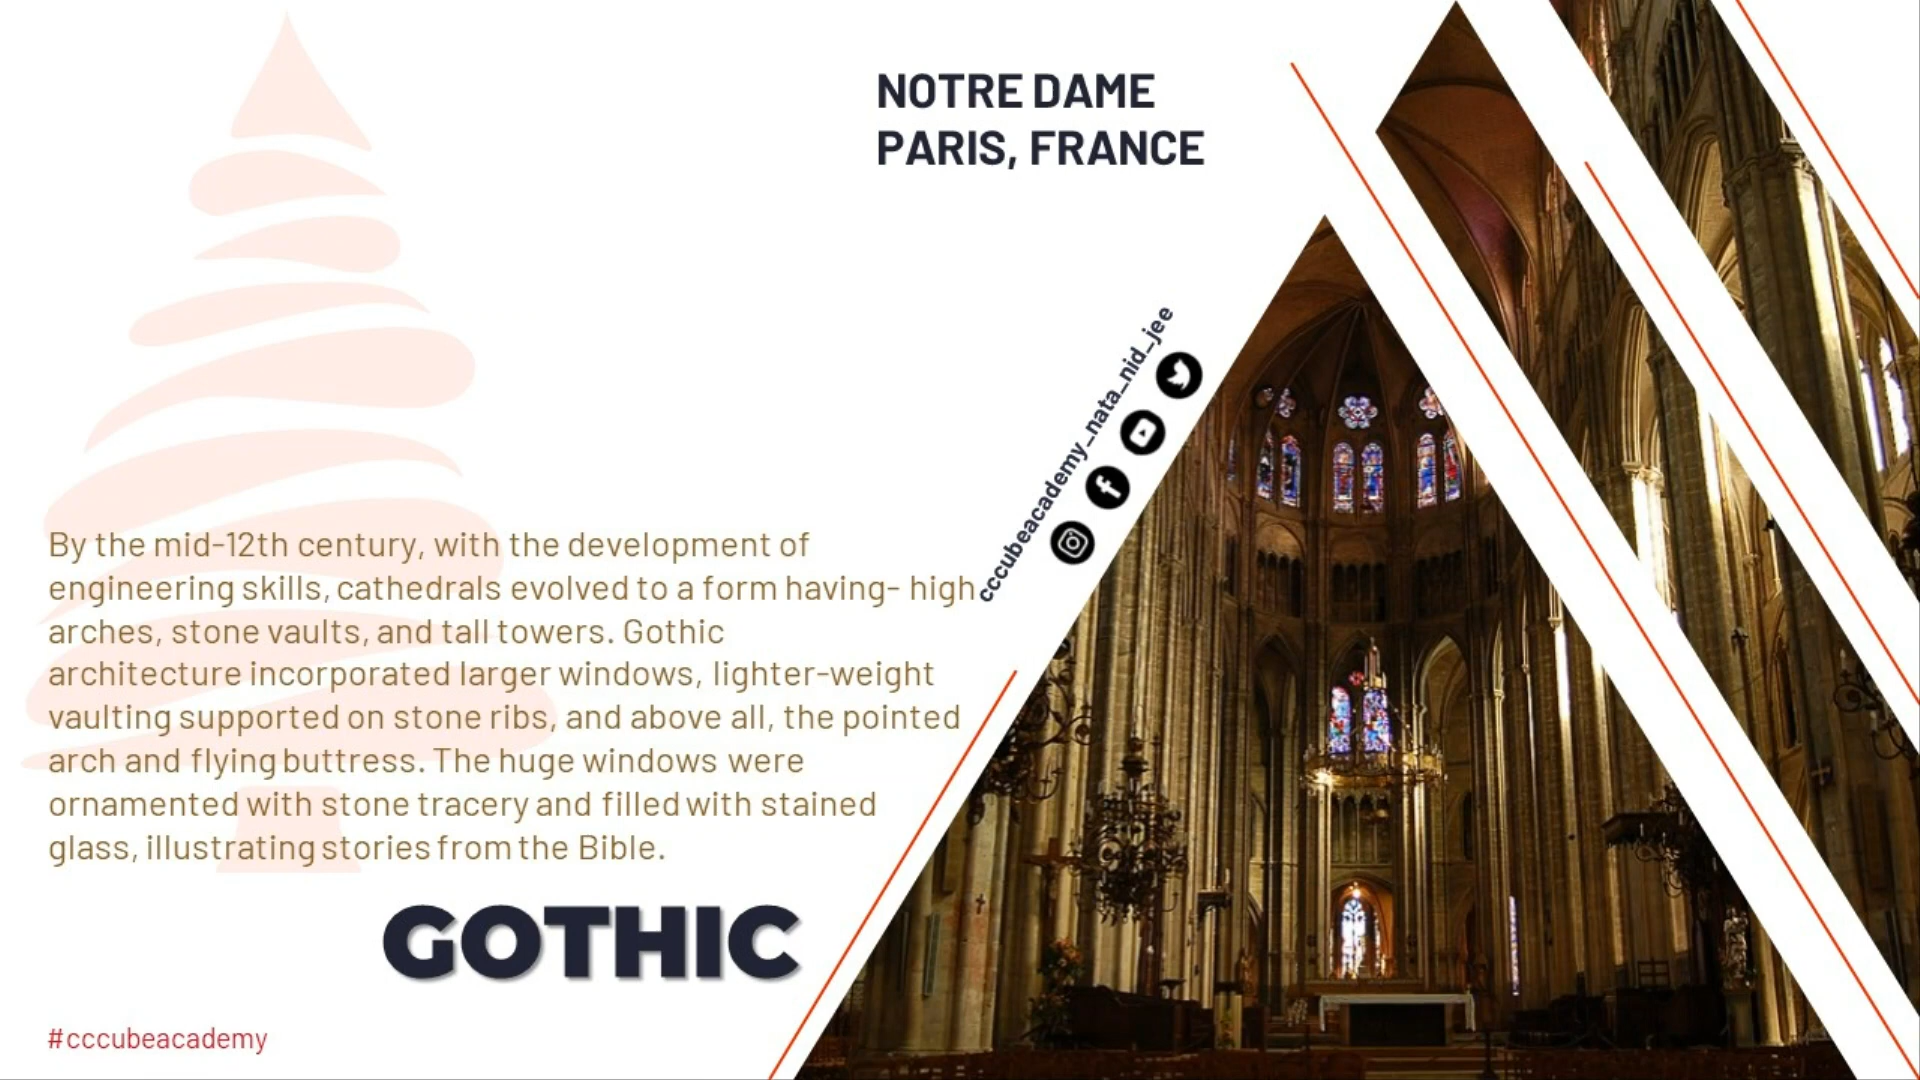 NOTRE DAME
PARIS, FRANCE
cccubeacademy_nata_nid_jee
By the mid-12th century, with the development of
engineering skills, cathedrals evolved to a form having- high
arches, stone vaults, and tall towers. Gothic
architecture incorporated larger windows, lighter-weight
vaulting supported on stone ribs, and above all, the pointed
arch and flying buttress. The huge windows were
ornamented with stone tracery and filled with stained
glass, illustrating stories from the Bible.
GOTHIC
#cccubeacademy